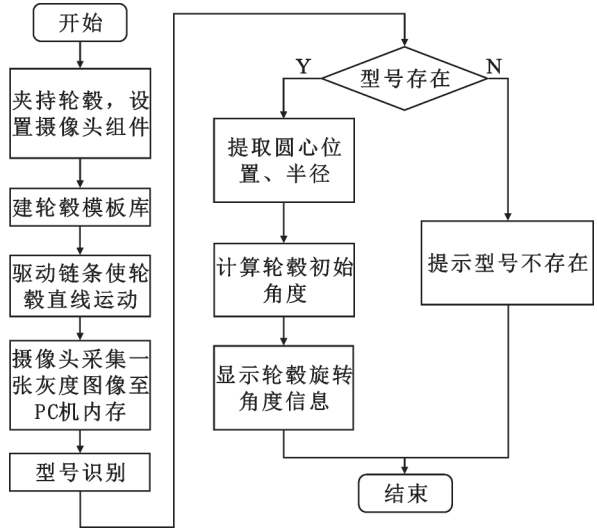 开始
夹持轮毂，设
置摄像头组件
建轮毂模板库
驱动链条使轮
毂直线运动
摄像头采集一
张灰度图像至
PC机内存
型号识别
型号存在
Y
N
提取圆心位
置、半径
计算轮毂初始
角度
显示轮毂旋转
角度信息
提示型号不存在
结束